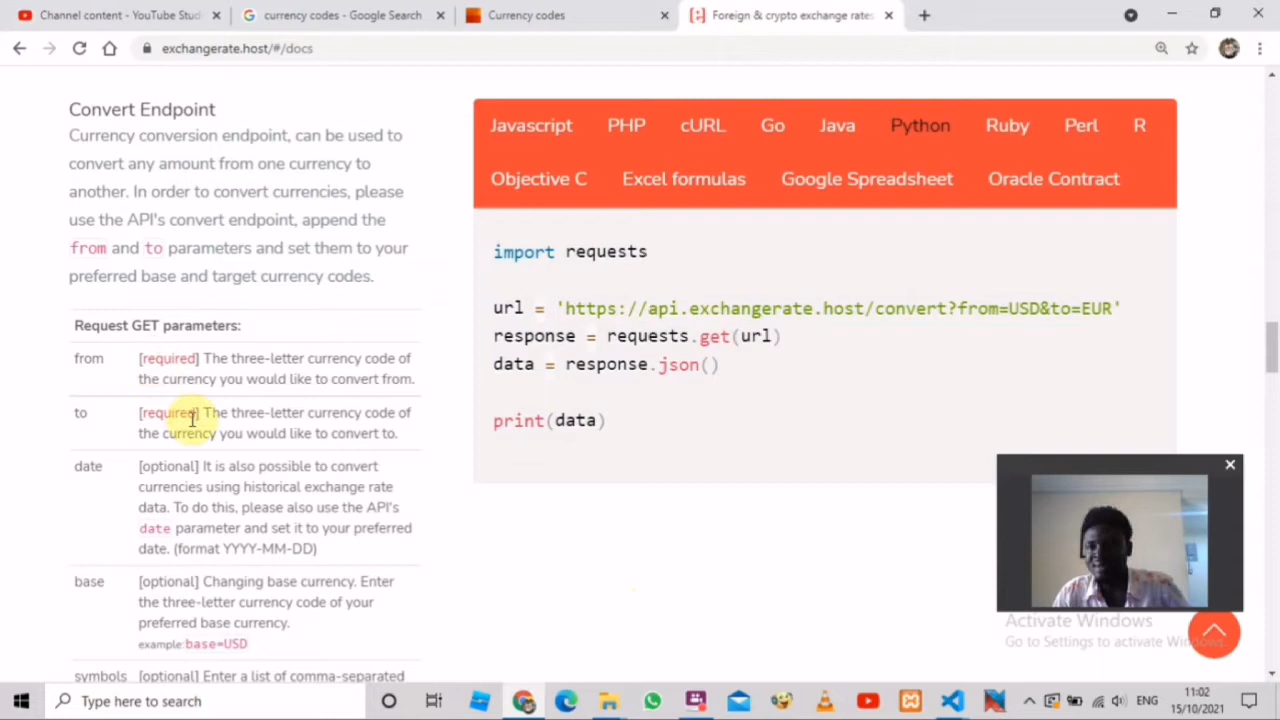 Channel content - YouTube Stud
currency codes - Google Search
Currency codes
Foreign & crypto exchange rates
exchangerate.host/#/docs
Convert Endpoint
Currency conversion endpoint, can be used to
convert any amount from one currency to
another. In order to convert currencies, please
use the API's convert endpoint, append the
from and to parameters and set them to your
preferred base and target currency codes.
Request GET parameters:
from [required] The three-letter currency code of
the currency you would like to convert from.
to [required] The three-letter currency code of
the currency you would like to convert to.
date [optional] It is also possible to convert
currencies using historical exchange rate
data. To do this, please also use the API's
date parameter and set it to your preferred
date. (format YYYY-MM-DD)
base [optional] Changing base currency. Enter
the three-letter currency code of your
preferred base currency.
example:base=USD
symbols [optional] Enter a list of comma-separated
Javascript PHP cURL Go Java Python Ruby Perl R
Objective C Excel formulas Google Spreadsheet Oracle Contract
import requests
url = 'https://api.exchangerate.host/convert?from=USD&to=EUR'
response = requests.get(url)
data = response.json()
print(data)
Activate Windows
Go to Settings to activate Windows.
Type here to search
ENG
11:02
15/10/2021